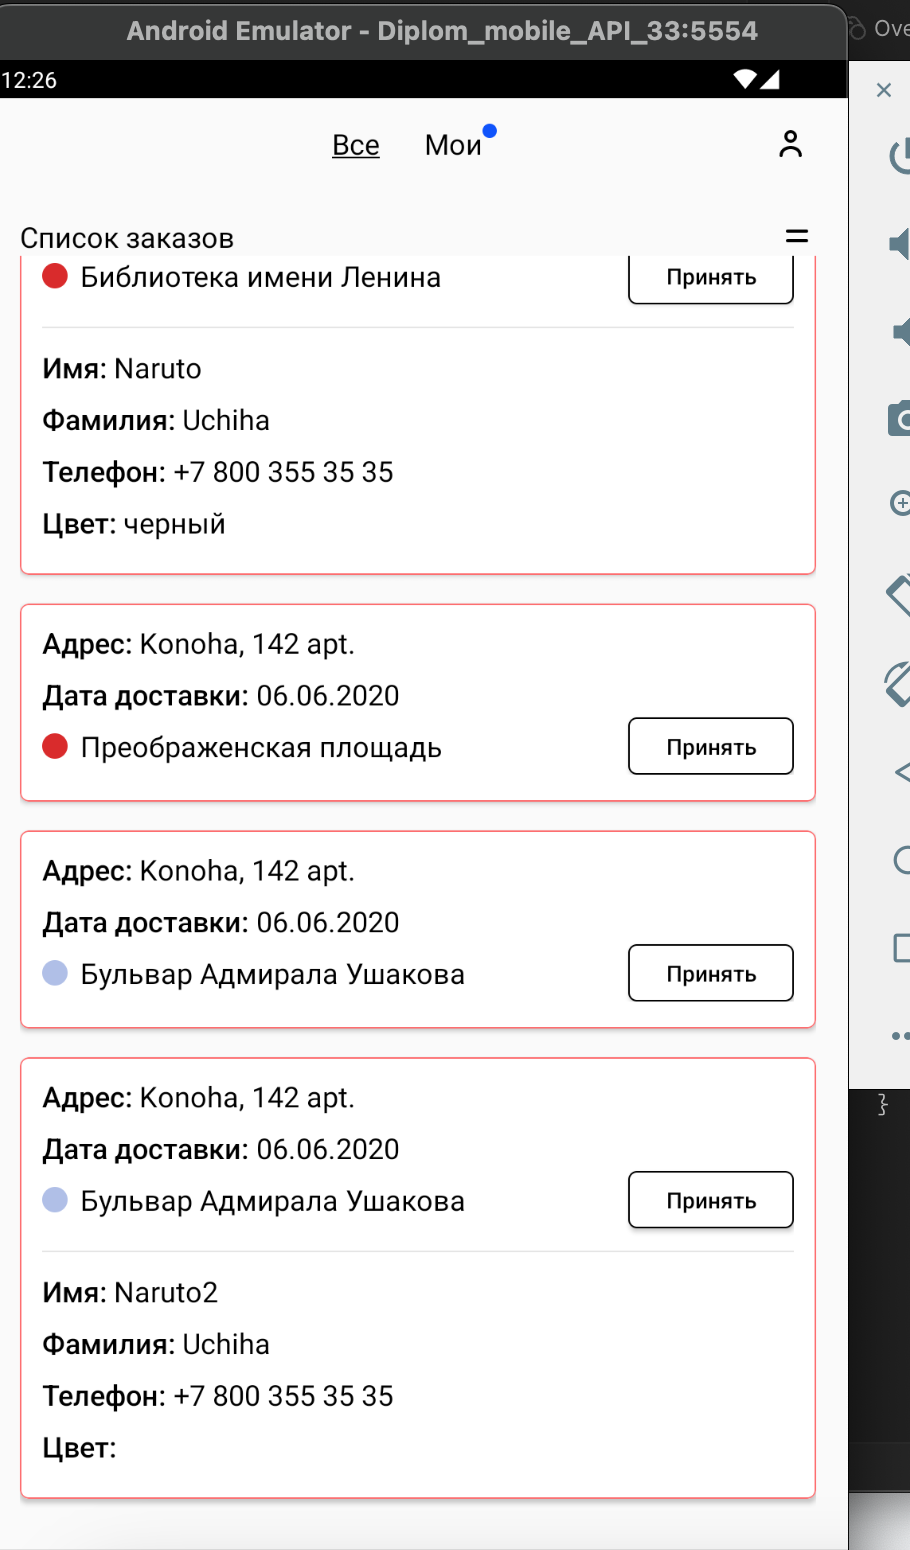 Android Emulator - Diplom_mobile_API_33:5554
12:26
Все Мои
Список заказов
Библиотека имени Ленина Принять
Имя: Naruto
Фамилия: Uchiha
Телефон: +7 800 355 35 35
Цвет: черный
Адрес: Konoha, 142 apt.
Дата доставки: 06.06.2020
Преображенская площадь Принять
Адрес: Konoha, 142 apt.
Дата доставки: 06.06.2020
Бульвар Адмирала Ушакова Принять
Адрес: Konoha, 142 apt.
Дата доставки: 06.06.2020
Бульвар Адмирала Ушакова Принять
Имя: Naruto2
Фамилия: Uchiha
Телефон: +7 800 355 35 35
Цвет:
}